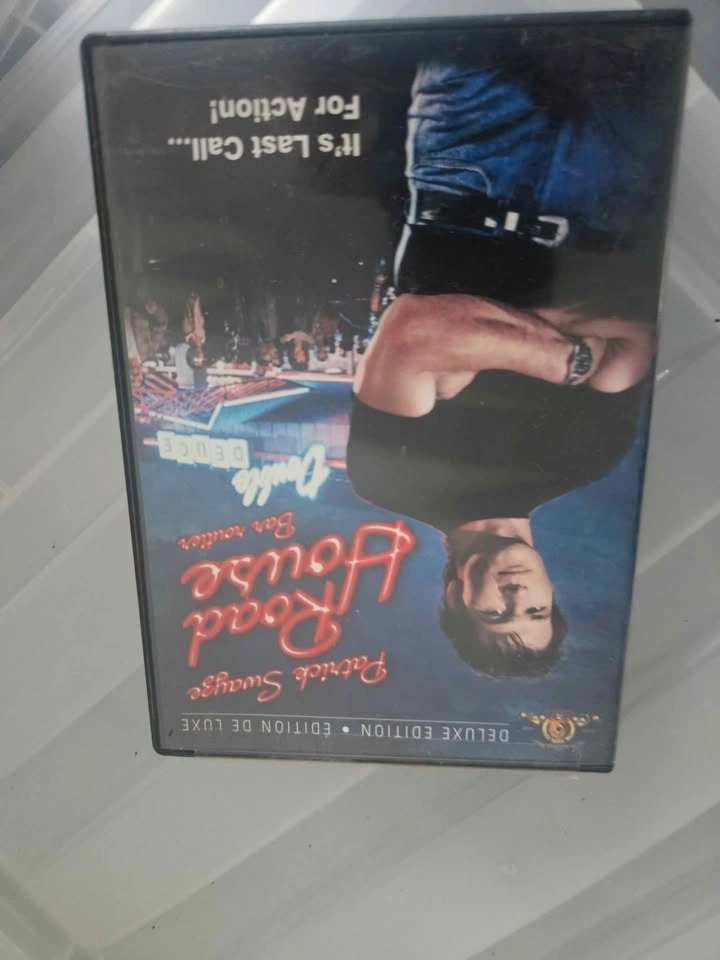 DELUXE EDITION • ÉDITION DE LUXE
Patrick Swayze
Road
House
Bar routier
Double
DEUCE
It's Last Call...
For Action!